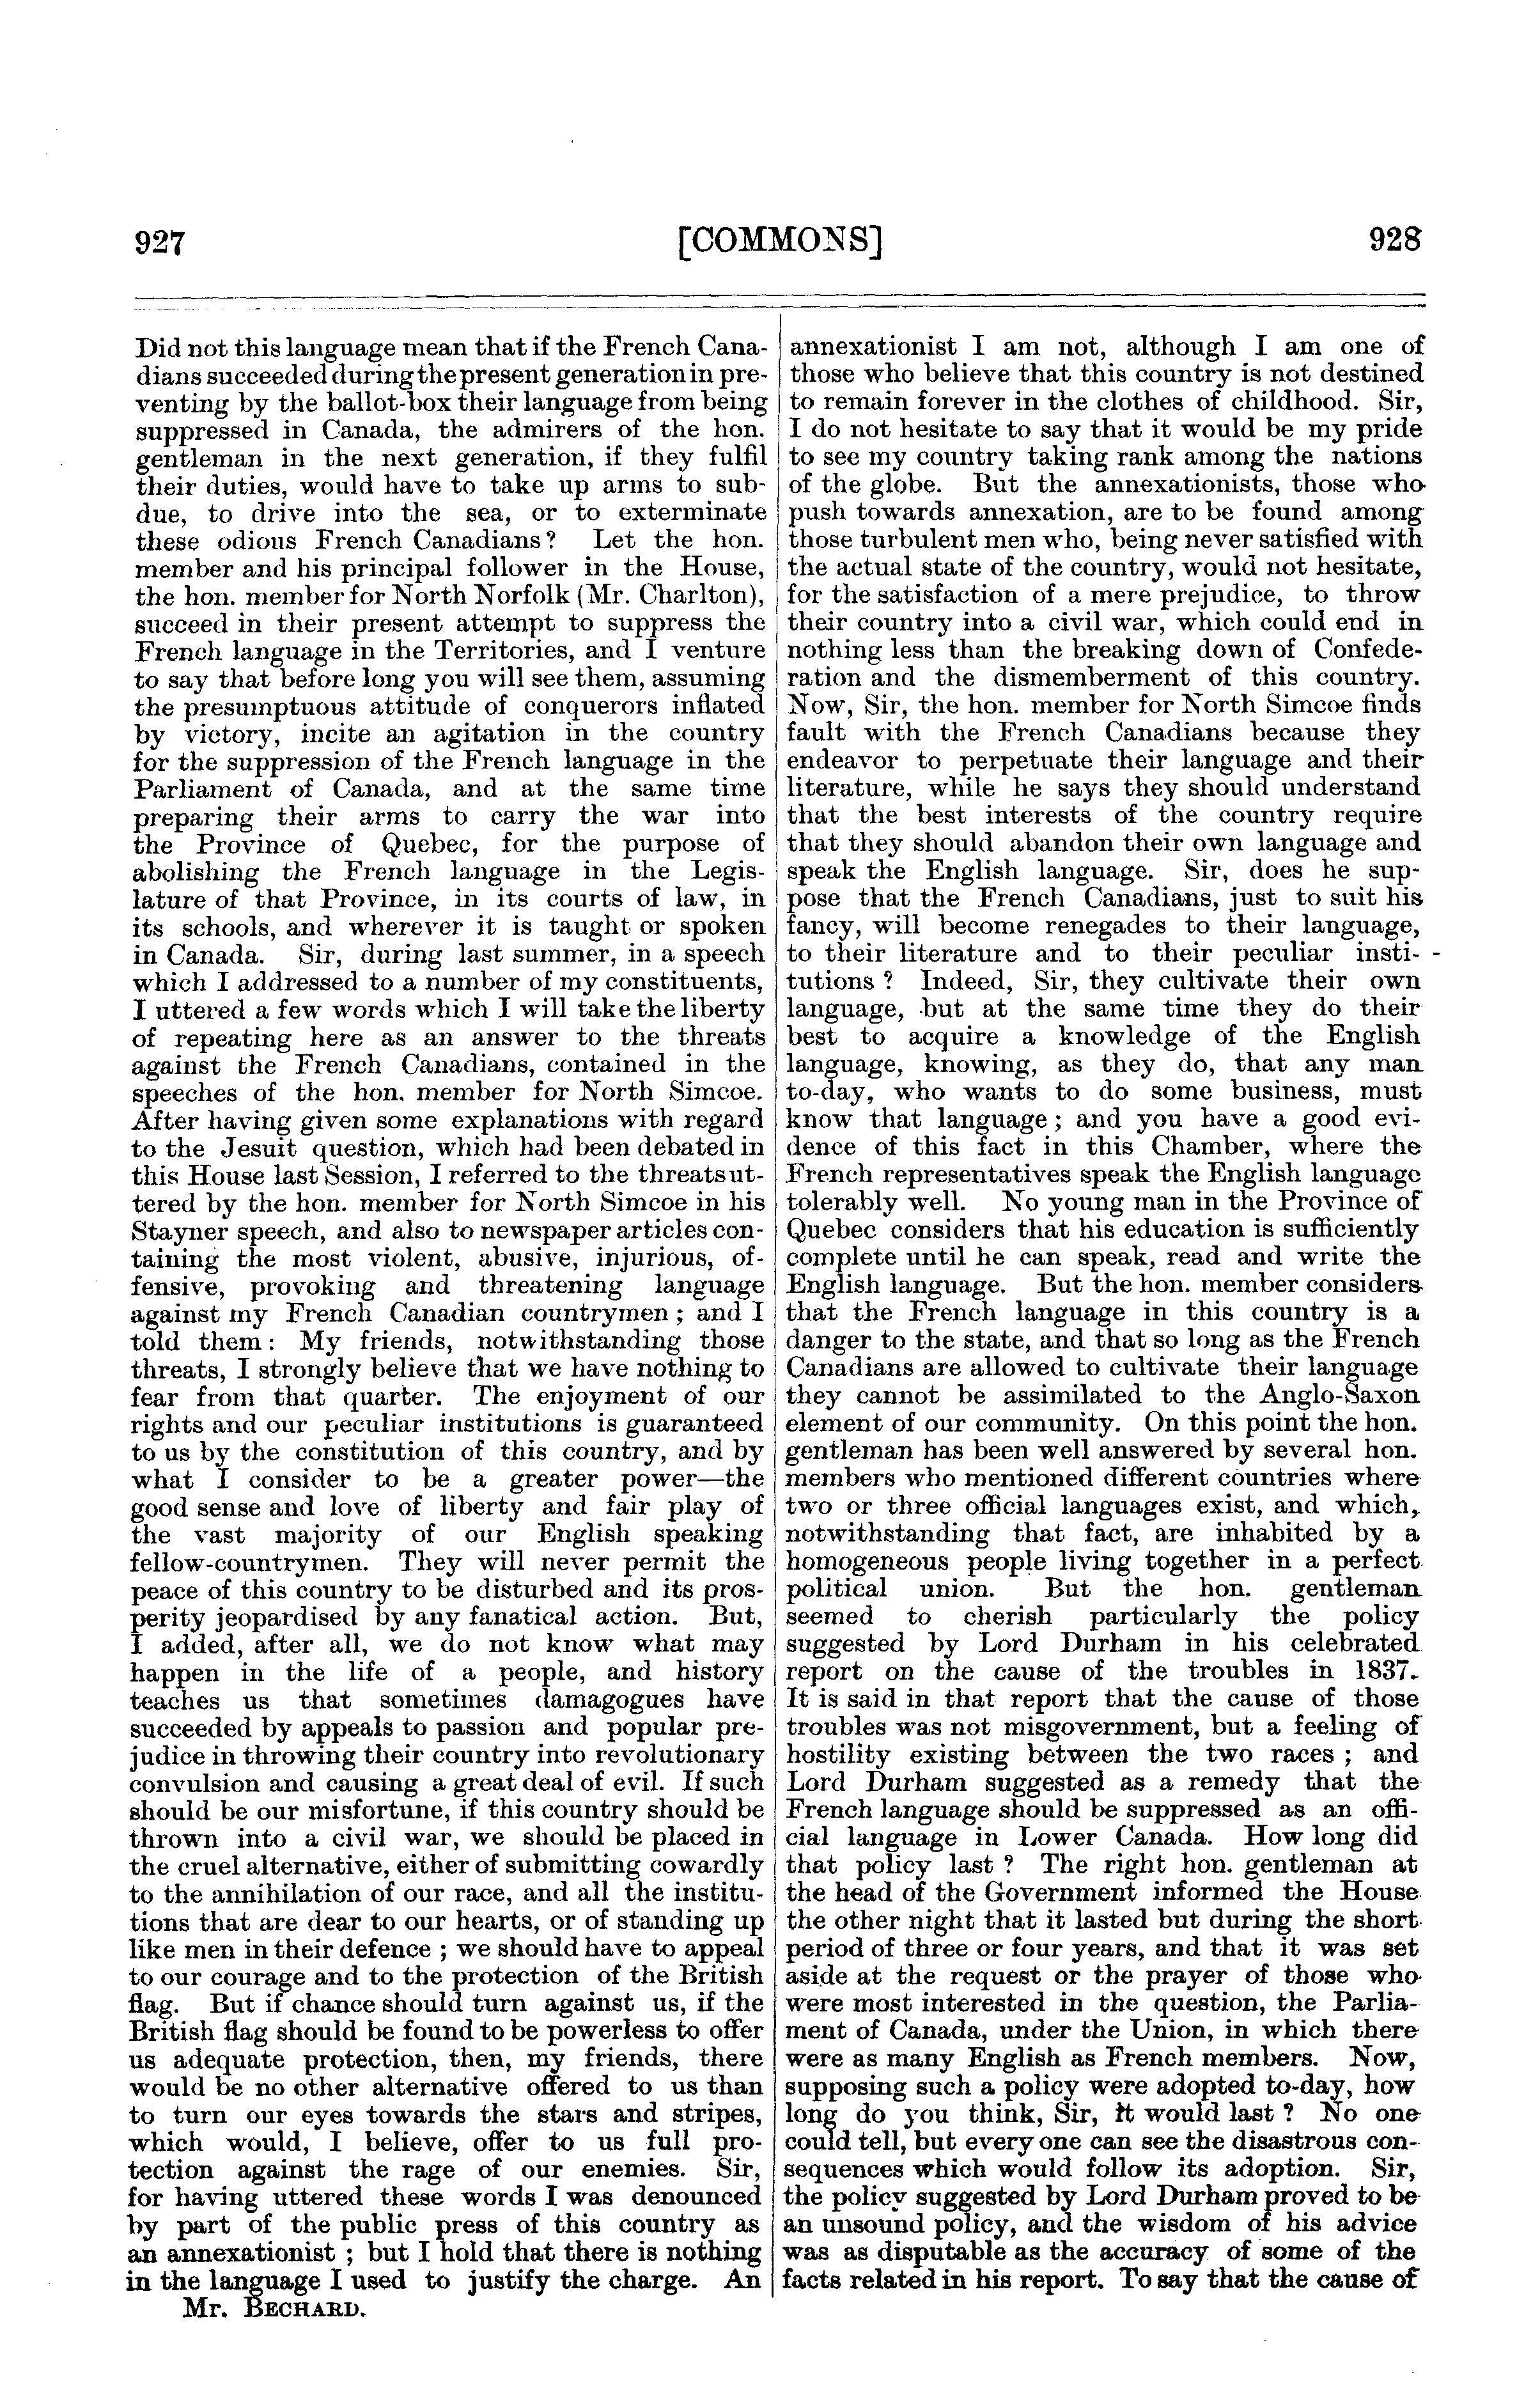 927
[COMMONS]
928
Did not this language mean that if the French Cana-
dians succeeded during the present generation in pre-
venting by the ballot-box their language from being
suppressed in Canada, the admirers of the hon.
gentleman in the next generation, if they fulfil
their duties, would have to take up arms to sub-
due, to drive into the sea, or to exterminate
these odious French Canadians? Let the hon.
member and his principal follower in the House,
the hon. member for North Norfolk (Mr. Charlton),
succeed in their present attempt to suppress the
French language in the Territories, and I venture
to say that before long you will see them, assuming
the presumptuous attitude of conquerors inflated
by victory, incite an agitation in the country
for the suppression of the French language in the
Parliament of Canada, and at the same time
preparing their arms to carry the war into
the Province of Quebec, for the purpose of
abolishing the French language in the Legis-
lature of that Province, in its courts of law, in
its schools, and wherever it is taught or spoken
in Canada. Sir, during last summer, in a speech
which I addressed to a number of my constituents,
I uttered a few words which I will take the liberty
of repeating here as an answer to the threats
against the French Canadians, contained in the
speeches of the hon. member for North Simcoe.
After having given some explanations with regard
to the Jesuit question, which had been debated in
this House last Session, I referred to the threats ut-
tered by the hon. member for North Simcoe in his
Stayner speech, and also to newspaper articles con-
taining the most violent, abusive, injurious, of-
fensive, provoking and threatening language
against my French Canadian countrymen; and I
told them: My friends, notwithstanding those
threats, I strongly believe that we have nothing to
fear from that quarter. The enjoyment of our
rights and our peculiar institutions is guaranteed
to us by the constitution of this country, and by
what I consider to be a greater power—the
good sense and love of liberty and fair play of
the vast majority of our English speaking
fellow-countrymen. They will never permit the
peace of this country to be disturbed and its pros-
perity jeopardised by any fanatical action. But,
I added, after all, we do not know what may
happen in the life of a people, and history
teaches us that sometimes damagogues have
succeeded by appeals to passion and popular pre-
judice in throwing their country into revolutionary
convulsion and causing a great deal of evil. If such
should be our misfortune, if this country should be
thrown into a civil war, we should be placed in
the cruel alternative, either of submitting cowardly
to the annihilation of our race, and all the institu-
tions that are dear to our hearts, or of standing up
like men in their defence; we should have to appeal
to our courage and to the protection of the British
flag. But if chance should turn against us, if the
British flag should be found to be powerless to offer
us adequate protection, then, my friends, there
would be no other alternative offered to us than
to turn our eyes towards the stars and stripes,
which would, I believe, offer to us full pro-
tection against the rage of our enemies. Sir,
for having uttered these words I was denounced
by part of the public press of this country as
an annexationist; but I hold that there is nothing
in the language I used to justify the charge. An
Mr. BECHARD.
annexationist I am not, although I am one of
those who believe that this country is not destined
to remain forever in the clothes of childhood. Sir,
I do not hesitate to say that it would be my pride
to see my country taking rank among the nations
of the globe. But the annexationists, those who
push towards annexation, are to be found among
those turbulent men who, being never satisfied with
the actual state of the country, would not hesitate,
for the satisfaction of a mere prejudice, to throw
their country into a civil war, which could end in
nothing less than the breaking down of Confede-
ration and the dismemberment of this country.
Now, Sir, the hon. member for North Simcoe finds
fault with the French Canadians because they
endeavor to perpetuate their language and their
literature, while he says they should understand
that the best interests of the country require
that they should abandon their own language and
speak the English language. Sir, does he sup-
pose that the French Canadians, just to suit his
fancy, will become renegades to their language,
to their literature and to their peculiar insti-
tutions? Indeed, Sir, they cultivate their own
language, but at the same time they do their
best to acquire a knowledge of the English
language, knowing, as they do, that any man
to-day, who wants to do some business, must
know that language; and you have a good evi-
dence of this fact in this Chamber, where the
French representatives speak the English language
tolerably well. No young man in the Province of
Quebec considers that his education is sufficiently
complete until he can speak, read and write the
English language. But the hon. member considers
that the French language in this country is a
danger to the state, and that so long as the French
Canadians are allowed to cultivate their language
they cannot be assimilated to the Anglo-Saxon
element of our community. On this point the hon.
gentleman has been well answered by several hon.
members who mentioned different countries where
two or three official languages exist, and which,
notwithstanding that fact, are inhabited by a
homogeneous people living together in a perfect
political union. But the hon. gentleman
seemed to cherish particularly the policy
suggested by Lord Durham in his celebrated
report on the cause of the troubles in 1837.
It is said in that report that the cause of those
troubles was not misgovernment, but a feeling of
hostility existing between the two races; and
Lord Durham suggested as a remedy that the
French language should be suppressed as an offi-
cial language in Lower Canada. How long did
that policy last? The right hon. gentleman at
the head of the Government informed the House
the other night that it lasted but during the short
period of three or four years, and that it was set
aside at the request or the prayer of those who
were most interested in the question, the Parlia-
ment of Canada, under the Union, in which there
were as many English as French members. Now,
supposing such a policy were adopted to-day, how
long do you think, Sir, it would last? No one
could tell, but every one can see the disastrous con-
sequences which would follow its adoption. Sir,
the policy suggested by Lord Durham proved to be
an unsound policy, and the wisdom of his advice
was as disputable as the accuracy of some of the
facts related in his report. To say that the cause of